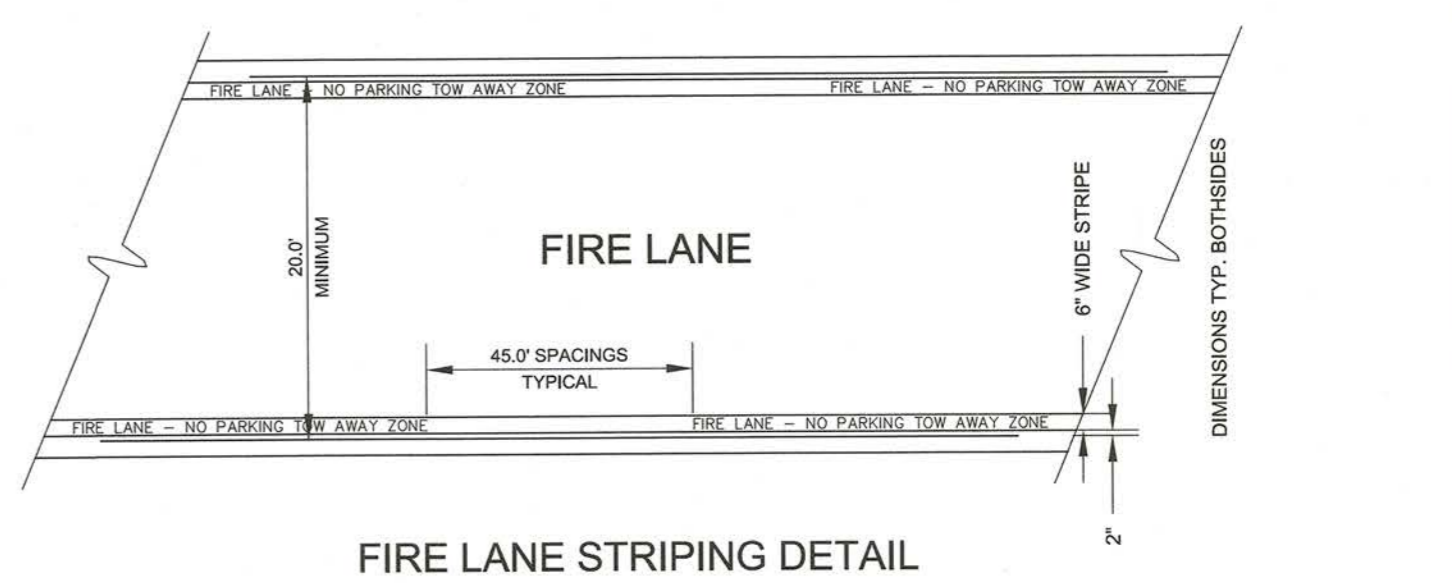 FIRE LANE - NO PARKING TOW AWAY ZONE
FIRE LANE - NO PARKING TOW AWAY ZONE
20.0'
MINIMUM
FIRE LANE
6" WIDE STRIPE
DIMENSIONS TYP. BOTHSIDES
45.0' SPACINGS
TYPICAL
FIRE LANE - NO PARKING TOW AWAY ZONE
FIRE LANE - NO PARKING TOW AWAY ZONE
2"
FIRE LANE STRIPING DETAIL